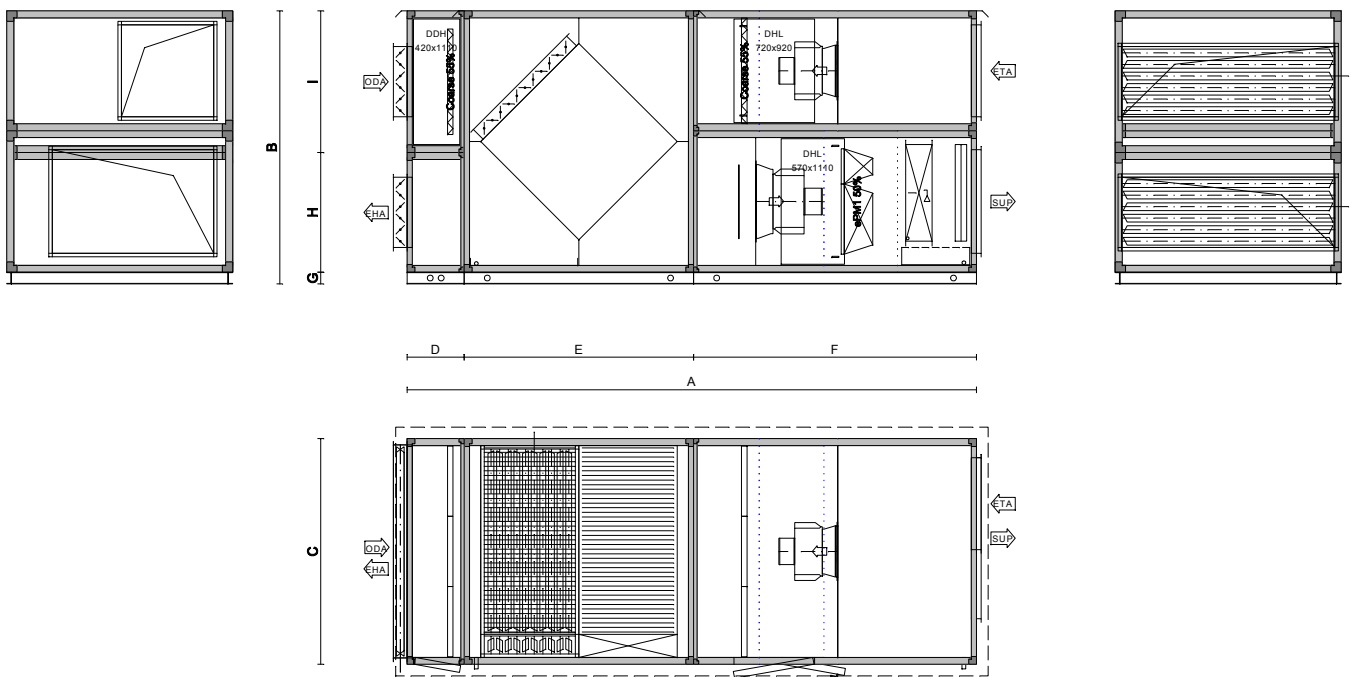 DDH
420x1110
Coarse 55%
DHL
720x920
Coarse 55%
ODA
ETA
I
B
DHL
570x1110
ePM1 50%
EHA
SUP
H
G
D
E
F
A
ETA
SUP
ODA
EHA
C